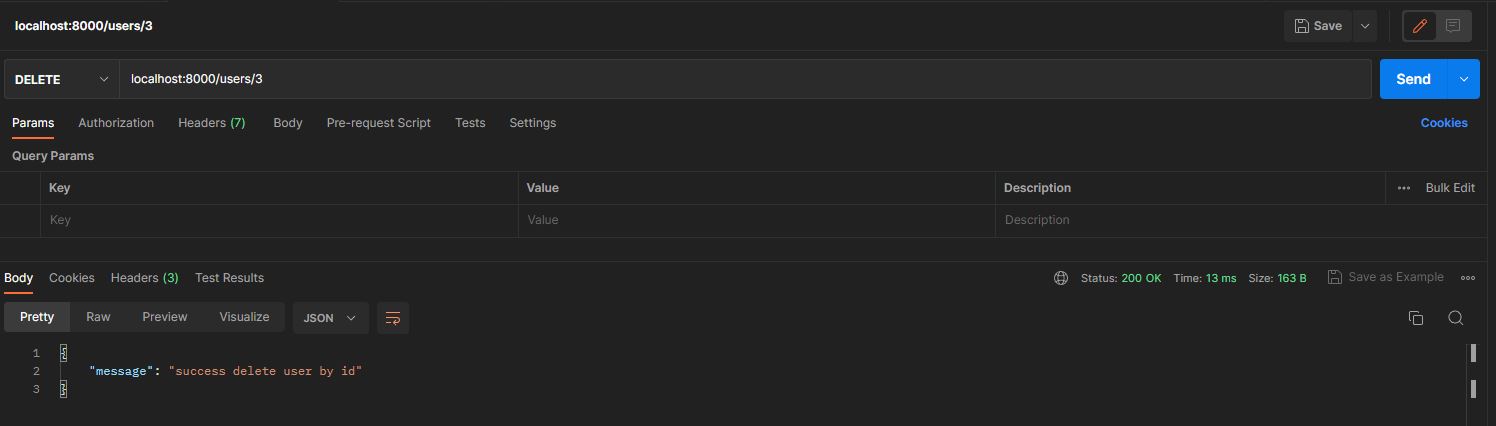 localhost:8000/users/3 Save
DELETE localhost:8000/users/3 Send
Params Authorization Headers (7) Body Pre-request Script Tests Settings Cookies
Query Params
Key Value Description Bulk Edit
Key Value Description
Body Cookies Headers (3) Test Results Status: 200 OK Time: 13 ms Size: 163 B Save as Example
Pretty Raw Preview Visualize JSON
1 {
2 "message": "success delete user by id"
3 }